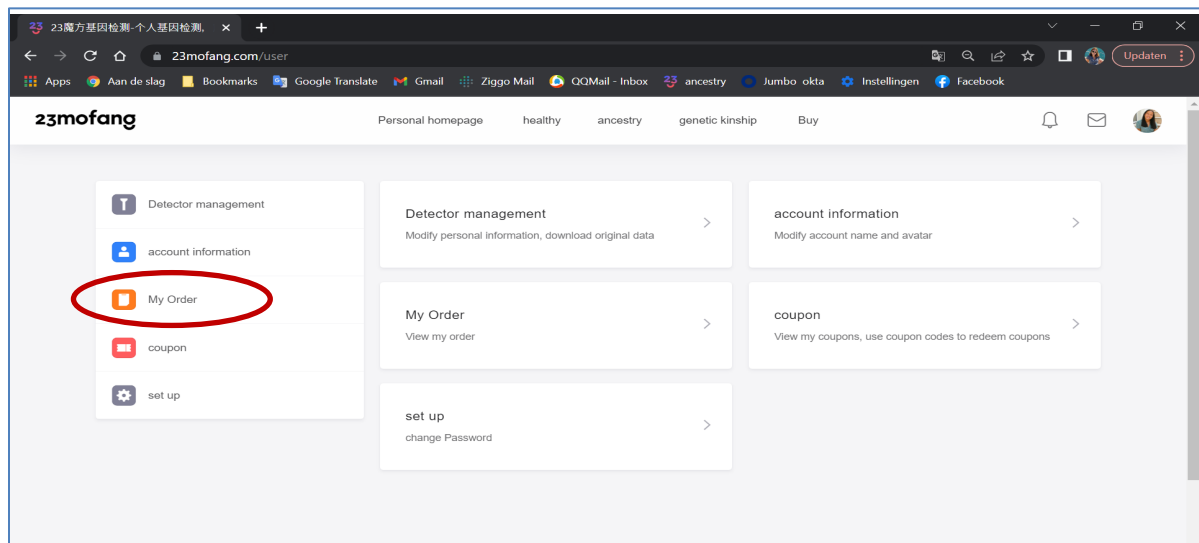 23 23魔方基因检测-个人基因检测,
23mofang.com/user
Updaten
Apps Aan de slag Bookmarks Google Translate Gmail Ziggo Mail QQMail - Inbox 23 ancestry Jumbo okta Instellingen Facebook
23mofang Personal homepage healthy ancestry genetic kinship Buy
Detector management
account information
My Order
coupon
set up
Detector management
Modify personal information, download original data
account information
Modify account name and avatar
My Order
View my order
coupon
View my coupons, use coupon codes to redeem coupons
set up
change Password